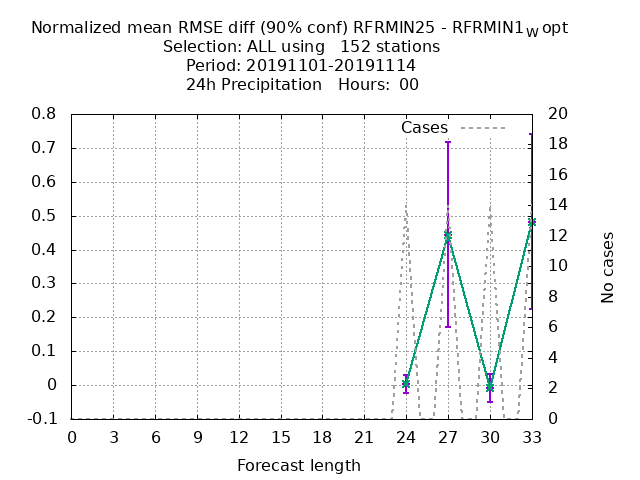 Normalized mean RMSE diff (90% conf) RFRMIN25 - RFRMIN1wopt
Selection: ALL using 152 stations
Period: 20191101-20191114
24h Precipitation Hours: 00
Cases
0.8
0.7
0.6
0.5
0.4
0.3
0.2
0.1
0
-0.1
20
18
16
14
12
10
8
6
4
2
0
No cases
0 3 6 9 12 15 18 21 24 27 30 33
Forecast length